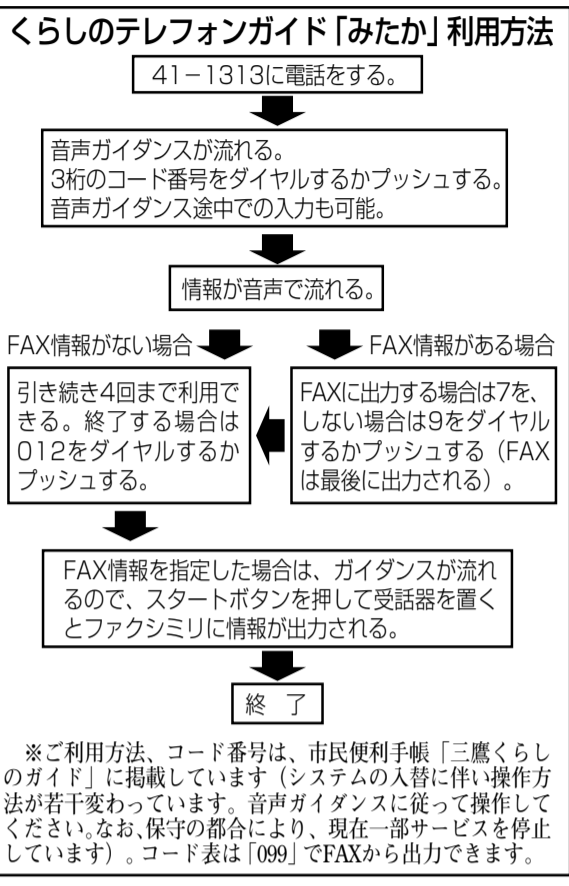 くらしのテレフォンガイド「みたか」利用方法
41−1313に電話をする。
音声ガイダンスが流れる。
3桁のコード番号をダイヤルするかプッシュする。
音声ガイダンス途中での入力も可能。
情報が音声で流れる。
FAX情報がない場合
FAX情報がある場合
引き続き4回まで利用で
きる。終了する場合は
012をダイヤルするか
プッシュする。
FAXに出力する場合は7を、
しない場合は9をダイヤル
するかプッシュする（FAX
は最後に出力される）。
FAX情報を指定した場合は、ガイダンスが流れ
るので、スタートボタンを押して受話器を置く
とファクシミリに情報が出力される。
終 了
※ご利用方法、コード番号は、市民便利手帳「三鷹くらし
のガイド」に掲載しています（システムの入替に伴い操作方
法が若干変わっています。音声ガイダンスに従って操作して
ください。なお、保守の都合により、現在一部サービスを停止
しています）。コード表は「099」でFAXから出力できます。